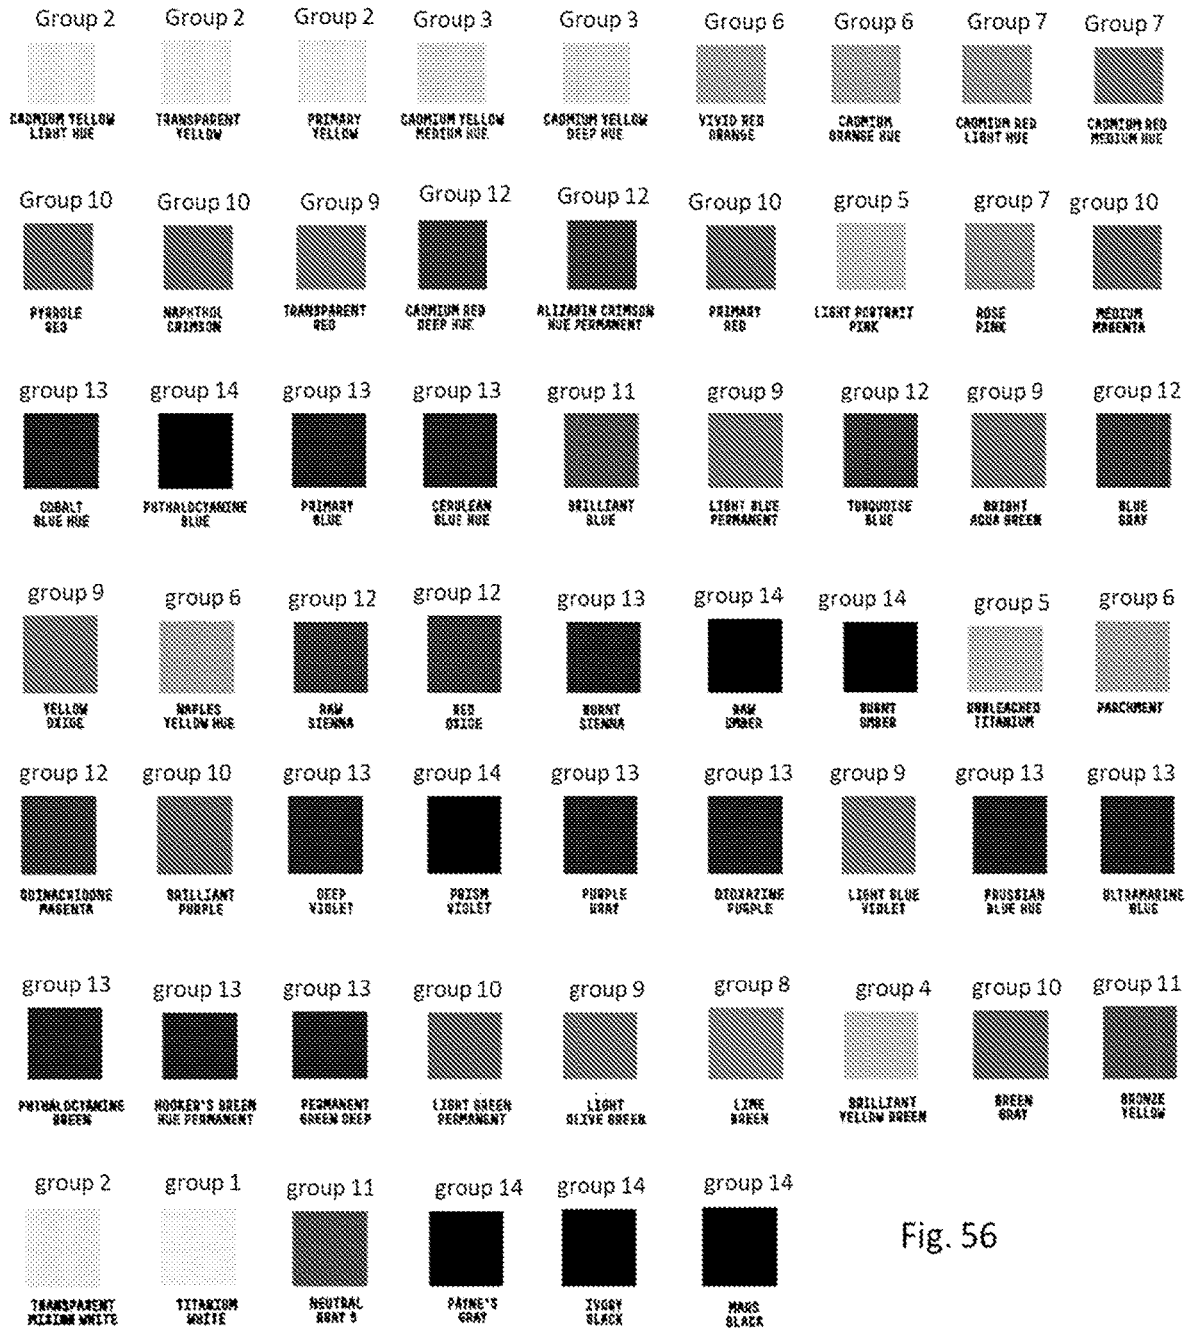 Group 2 Group 2 Group 2 Group 3 Group 3 Group 6 Group 6 Group 7 Group 7
CADMIUM YELLOW TRANSPARENT PRIMARY CADMIUM YELLOW CADMIUM YELLOW VIVID RED CADMIUM CADMIUM RED CADMIUM RED
LIGHT HUE YELLOW YELLOW MEDIUM HUE DEEP HUE ORANGE ORANGE HUE LIGHT HUE MEDIUM HUE
Group 10 Group 10 Group 9 Group 12 Group 12 Group 10 group 5 group 7 group 10
PYRROLE NAPHTHOL TRANSPARENT CADMIUM RED ALIZARIN CRIMSON PRIMARY LIGHT PORTRAIT ROSE MEDIUM
RED CRIMSON RED DEEP HUE HUE PERMANENT RED PINK PINK MAGENTA
group 13 group 14 group 13 group 13 group 11 group 9 group 12 group 9 group 12
COBALT PHTHALOCYANINE PRIMARY CERULEAN BRILLIANT LIGHT BLUE TURQUOISE BRIGHT BLUE
BLUE HUE BLUE BLUE BLUE HUE BLUE PERMANENT BLUE AQUA GREEN GRAY
group 9 group 6 group 12 group 12 group 13 group 14 group 14 group 5 group 6
YELLOW NAPLES RAW RED BURNT RAW BURNT UNBLEACHED PARCHMENT
OXIDE YELLOW HUE SIENNA OXIDE SIENNA UMBER UMBER TITANIUM
group 12 group 10 group 13 group 14 group 13 group 13 group 9 group 13 group 13
QUINACRIDONE BRILLIANT DEEP PRISM PURPLE DIOXAZINE LIGHT BLUE PRUSSIAN ULTRAMARINE
MAGENTA PURPLE VIOLET VIOLET GRAY PURPLE VIOLET BLUE HUE BLUE
group 13 group 13 group 13 group 10 group 9 group 8 group 4 group 10 group 11
PHTHALOCYANINE HOOKER'S GREEN PERMANENT LIGHT GREEN LIGHT LIME BRILLIANT GREEN BRONZE
GREEN HUE PERMANENT GREEN DEEP PERMANENT OLIVE GREEN GREEN YELLOW GREEN GRAY YELLOW
group 2 group 1 group 11 group 14 group 14 group 14
Fig. 56
TRANSPARENT TITANIUM NEUTRAL PAYNE'S IVORY MARS
MIXING WHITE WHITE GRAY 5 GRAY BLACK BLACK